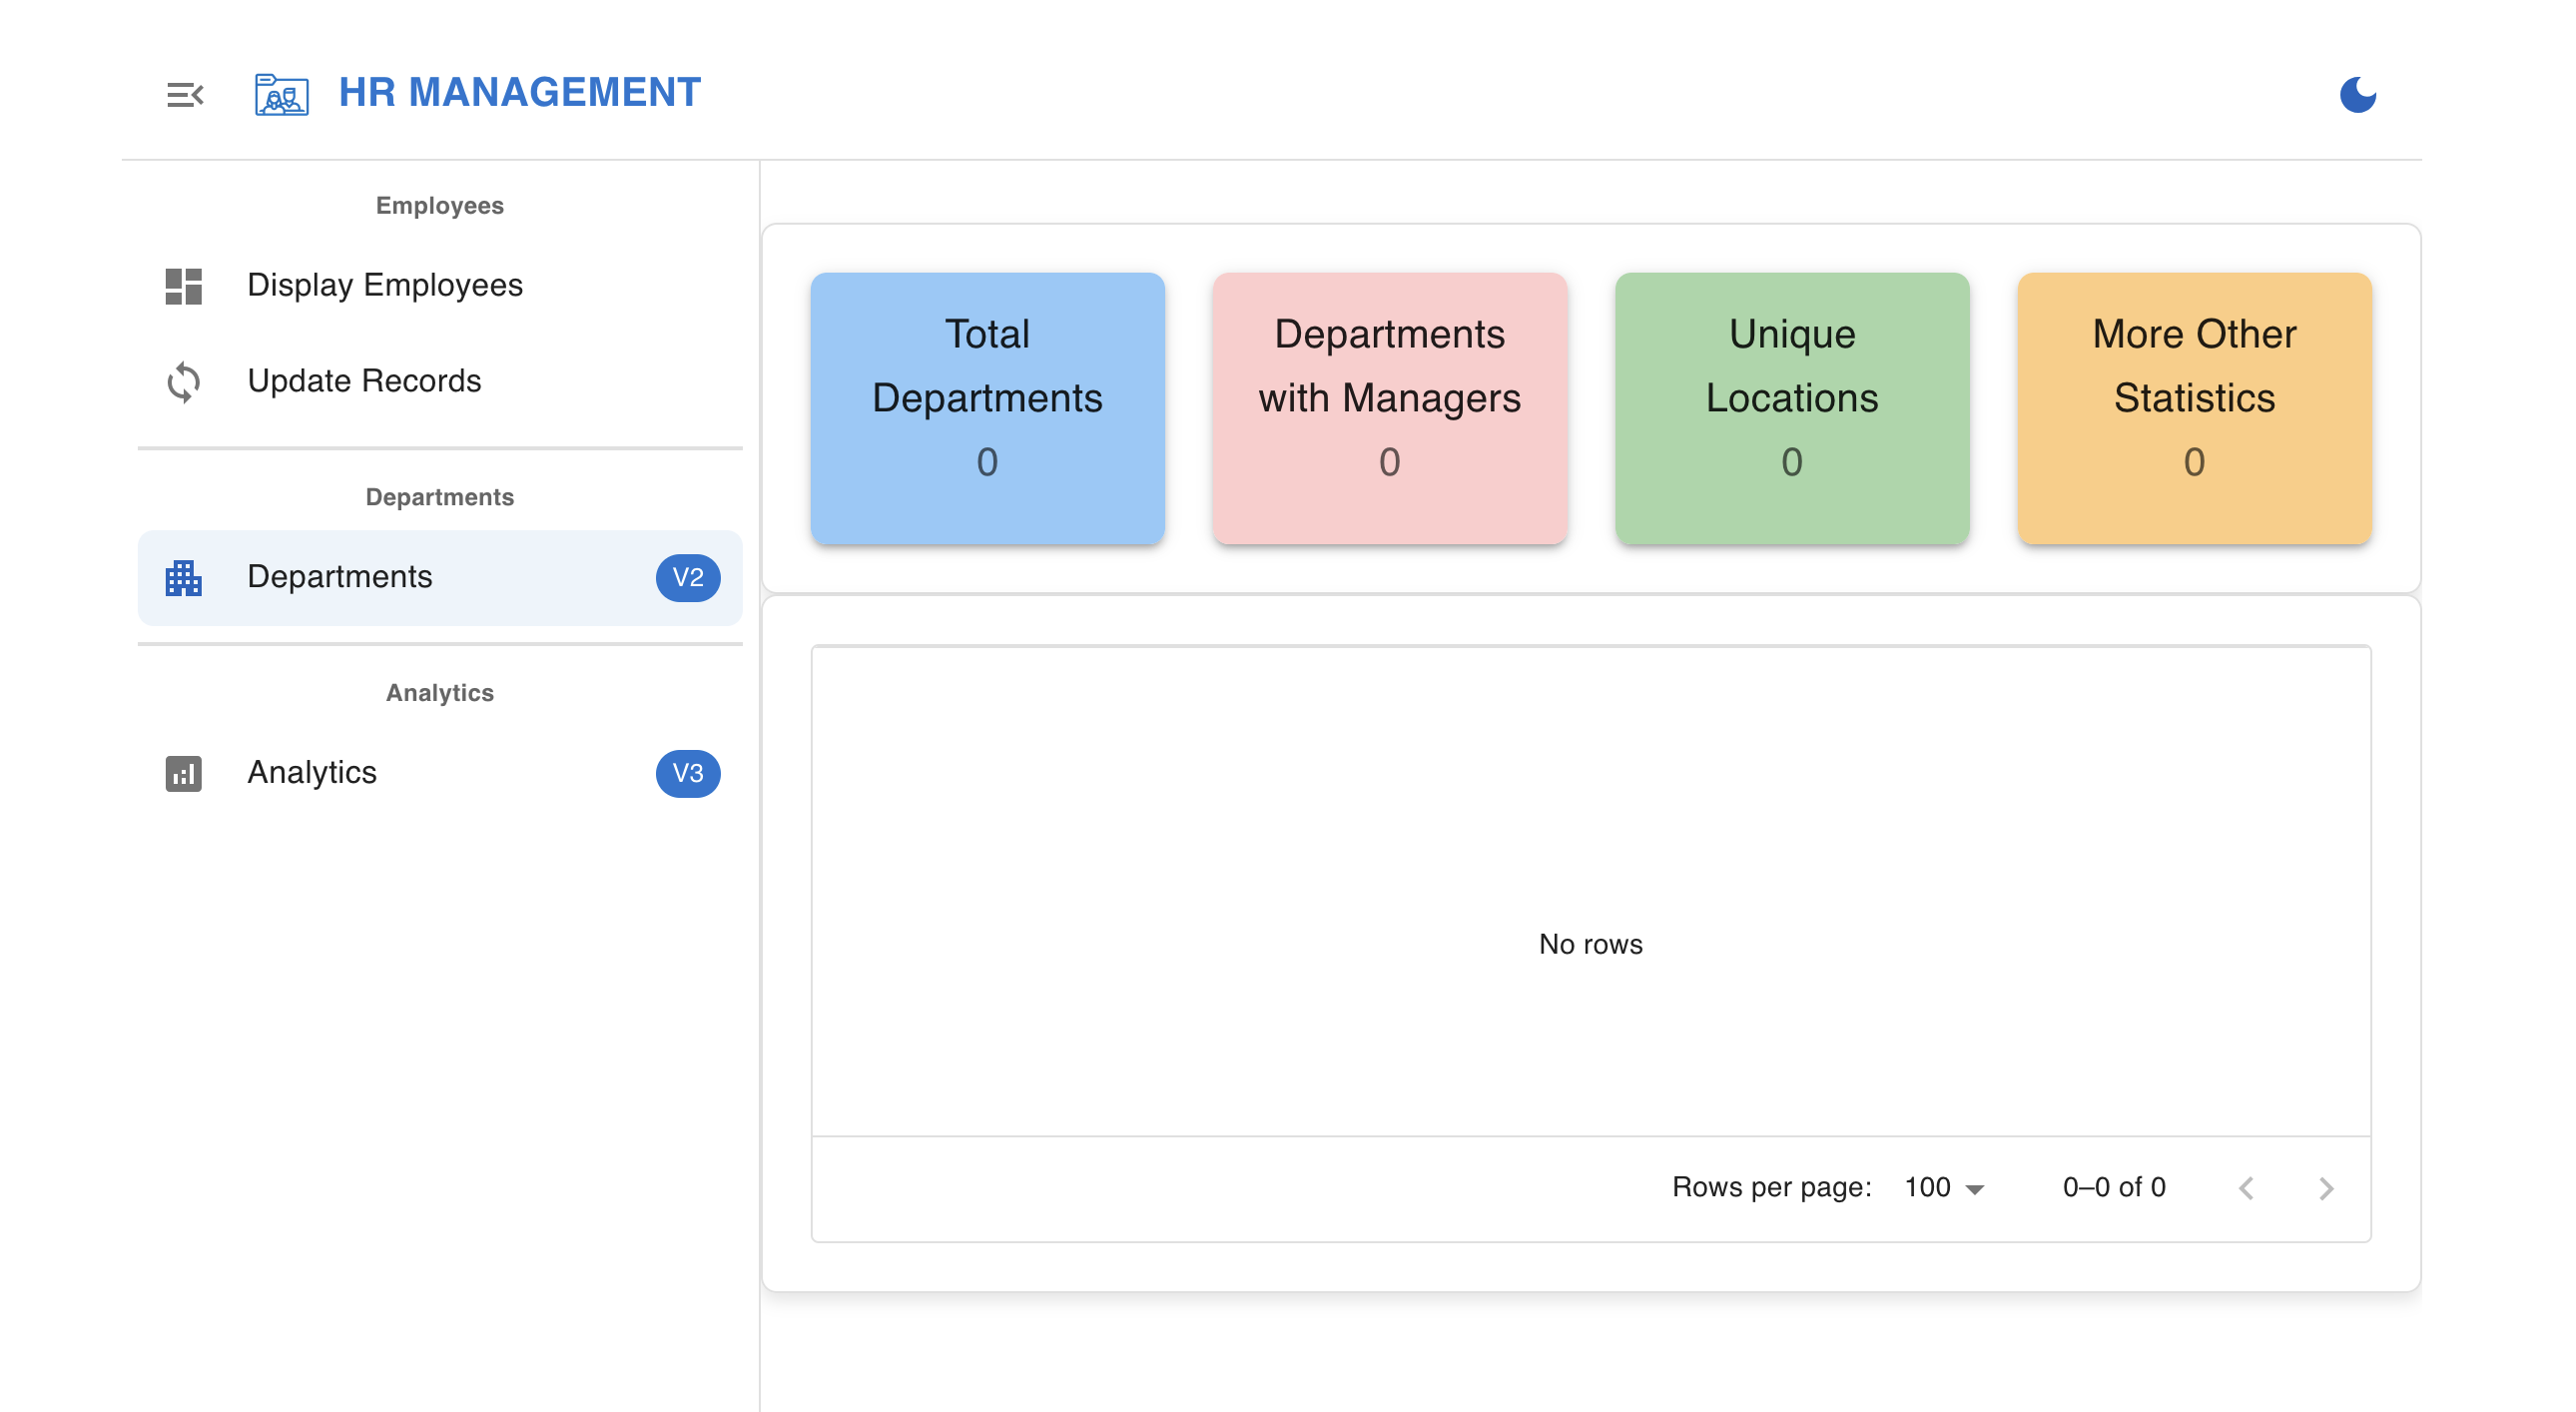 HR MANAGEMENT
Employees
Display Employees
Update Records
Departments
Departments V2
Analytics
Analytics V3
Total
Departments
0
Departments
with Managers
0
Unique
Locations
0
More Other
Statistics
0
No rows
Rows per page: 100 0–0 of 0